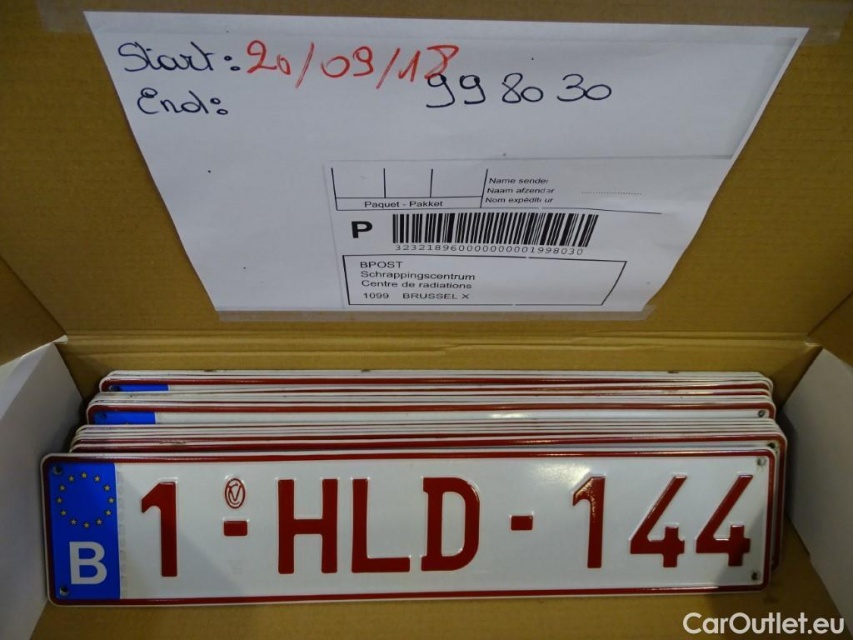 Start: 20/09/18
998030
End:
Name sender
Naam afzender
Nom expéditeur
Paquet - Pakket
P
323218960000000001998030
BPOST
Schrappingscentrum
Centre de radiations
1099 BRUSSEL X
B 1-HLD-144
CarOutlet.eu